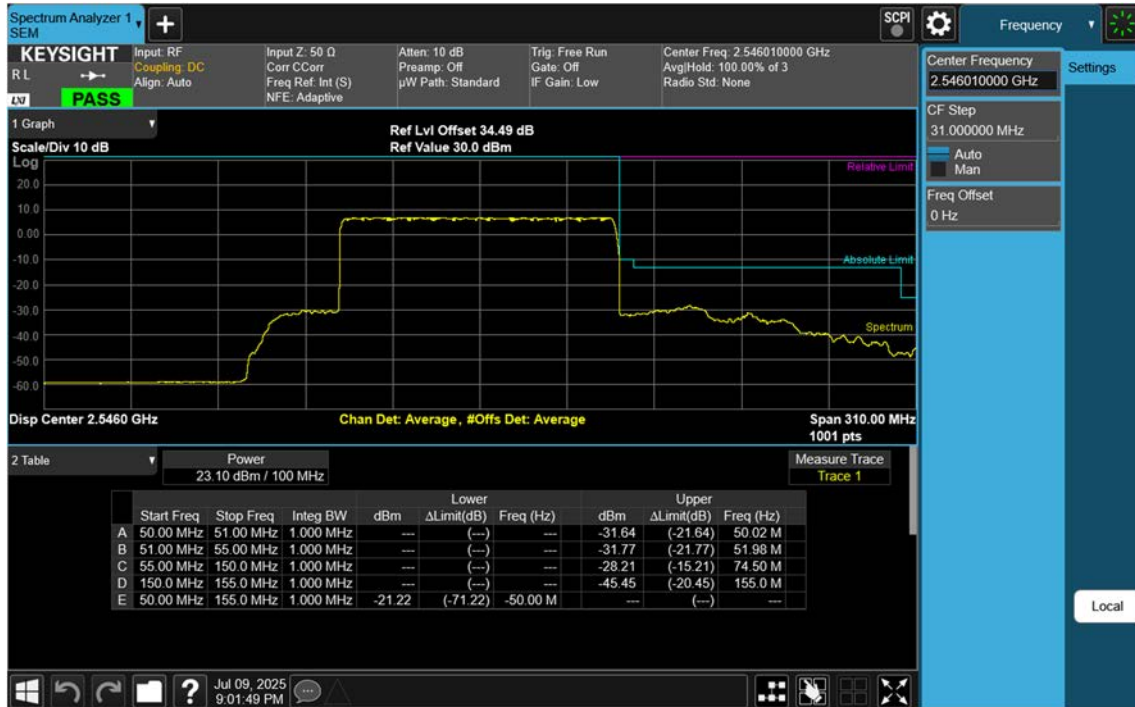 Spectrum Analyzer 1
SEM
+
SCPI
Frequency
KEYSIGHT
R L
LXI
PASS
Input: RF
Coupling: DC
Align: Auto
Input Z: 50 Ω
Corr CCorr
Freq Ref: Int (S)
NFE: Adaptive
Atten: 10 dB
Preamp: Off
µW Path: Standard
Trig: Free Run
Gate: Off
IF Gain: Low
Center Freq: 2.546010000 GHz
Avg|Hold: 100.00% of 3
Radio Std: None
Center Frequency
2.546010000 GHz
Settings
CF Step
31.000000 MHz
Auto
Man
Freq Offset
0 Hz
Local
1 Graph
Scale/Div 10 dB
Ref Lvl Offset 34.49 dB
Ref Value 30.0 dBm
Log
Relative Limit
20.0
10.0
0.00
-10.0
Absolute Limit
-20.0
-30.0
Spectrum
-40.0
-50.0
-60.0
Disp Center 2.5460 GHz
Chan Det: Average, #Offs Det: Average
Span 310.00 MHz
1001 pts
2 Table
Power
23.10 dBm / 100 MHz
Measure Trace
Trace 1
Lower Upper
Start Freq Stop Freq Integ BW dBm ΔLimit(dB) Freq (Hz) dBm ΔLimit(dB) Freq (Hz)
A 50.00 MHz 51.00 MHz 1.000 MHz --- (---) --- -31.64 (-21.64) 50.02 M
B 51.00 MHz 55.00 MHz 1.000 MHz --- (---) --- -31.77 (-21.77) 51.98 M
C 55.00 MHz 150.0 MHz 1.000 MHz --- (---) --- -28.21 (-15.21) 74.50 M
D 150.0 MHz 155.0 MHz 1.000 MHz --- (---) --- -45.45 (-20.45) 155.0 M
E 50.00 MHz 155.0 MHz 1.000 MHz -21.22 (-71.22) -50.00 M --- (---) ---
?
Jul 09, 2025
9:01:49 PM